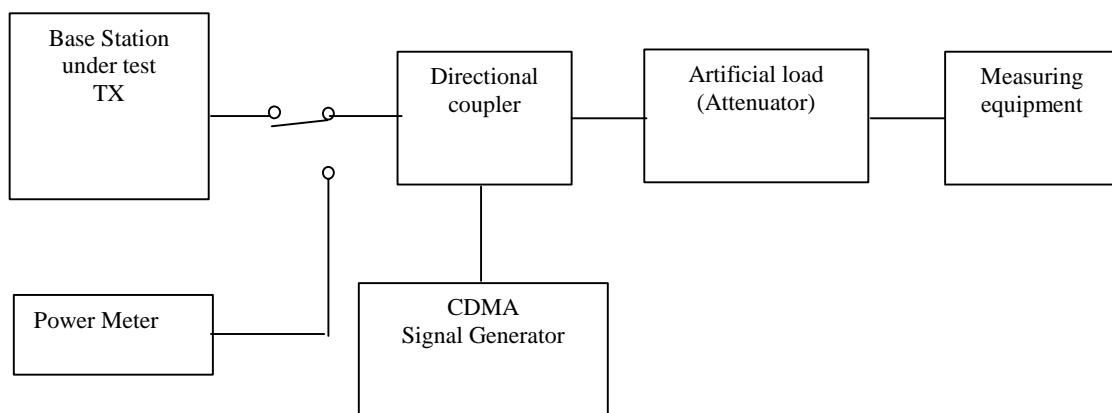 Base Station
under test
TX
Directional
coupler
Artificial load
(Attenuator)
Measuring
equipment
Power Meter
CDMA
Signal Generator